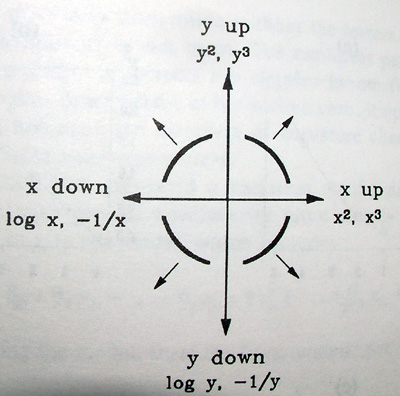 y up
y², y³
x down
log x, -1/x
x up
x², x³
y down
log y, -1/y